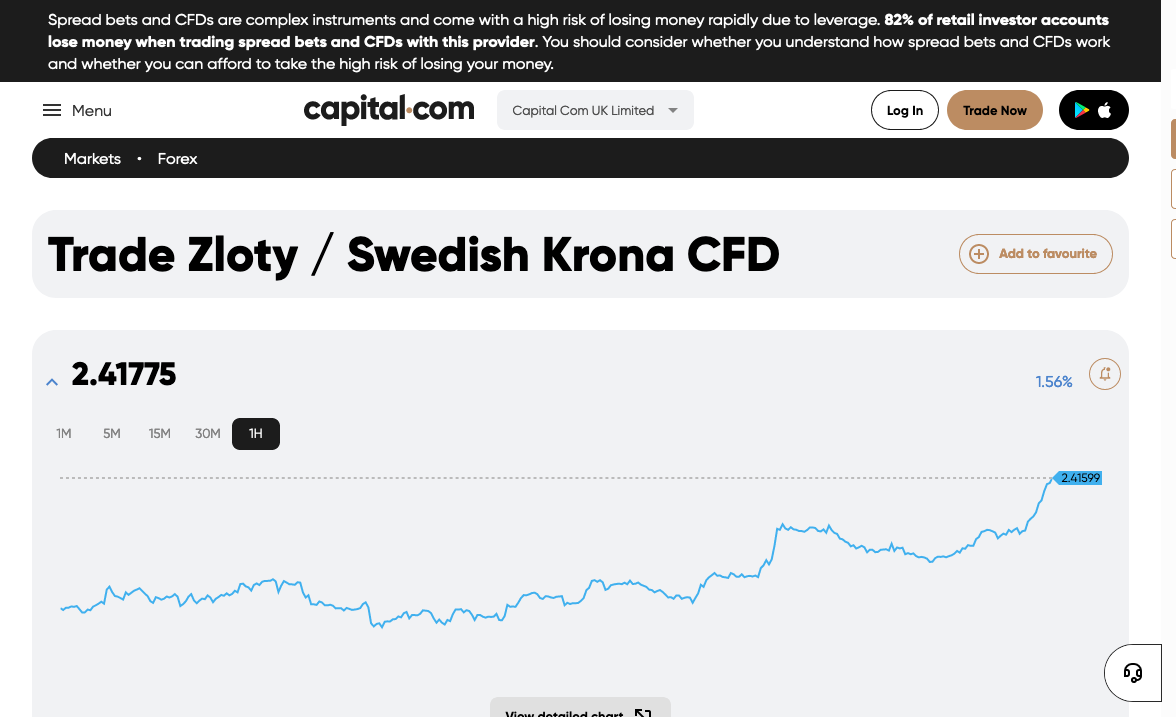 Spread bets and CFDs are complex instruments and come with a high risk of losing money rapidly due to leverage. 82% of retail investor accounts
lose money when trading spread bets and CFDs with this provider. You should consider whether you understand how spread bets and CFDs work
and whether you can afford to take the high risk of losing your money.
Menu
capital.com
Capital Com UK Limited
Log In
Trade Now
Markets • Forex
Trade Zloty / Swedish Krona CFD
Add to favourite
2.41775
1.56%
1M 5M 15M 30M 1H
2.41599
View detailed chart